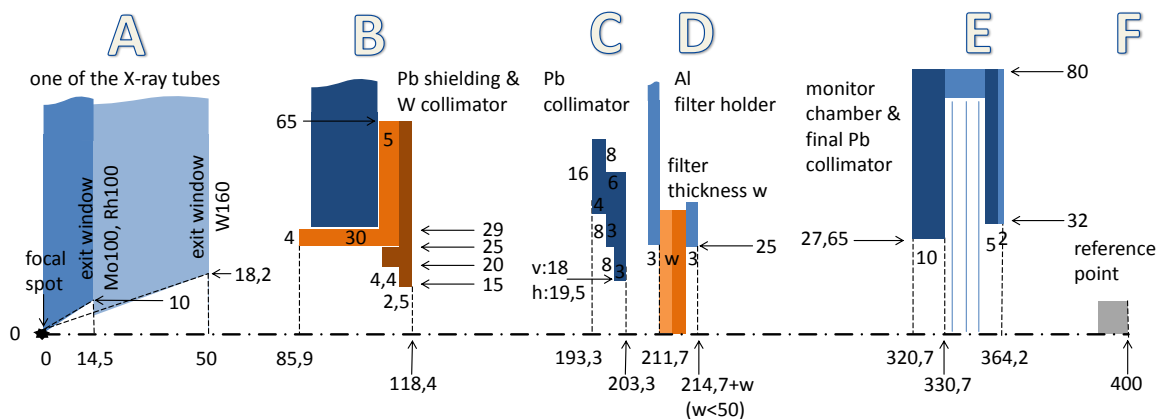 A
B
C
D
E
F
one of the X-ray tubes
Pb shielding &
W collimator
Pb
collimator
Al
filter holder
filter
thickness w
monitor
chamber &
final Pb
collimator
reference
point
focal
spot
exit window
Mo100, Rh100
exit window
W160
10
18,2
65
5
4
30
29
25
20
15
4,4
2,5
16
8
6
4
8
3
8
3
v:18
h:19,5
3
w
3
25
27,65
10
5
2
80
32
0
0
14,5
50
85,9
118,4
193,3
203,3
211,7
214,7+w
(w<50)
320,7
330,7
364,2
400